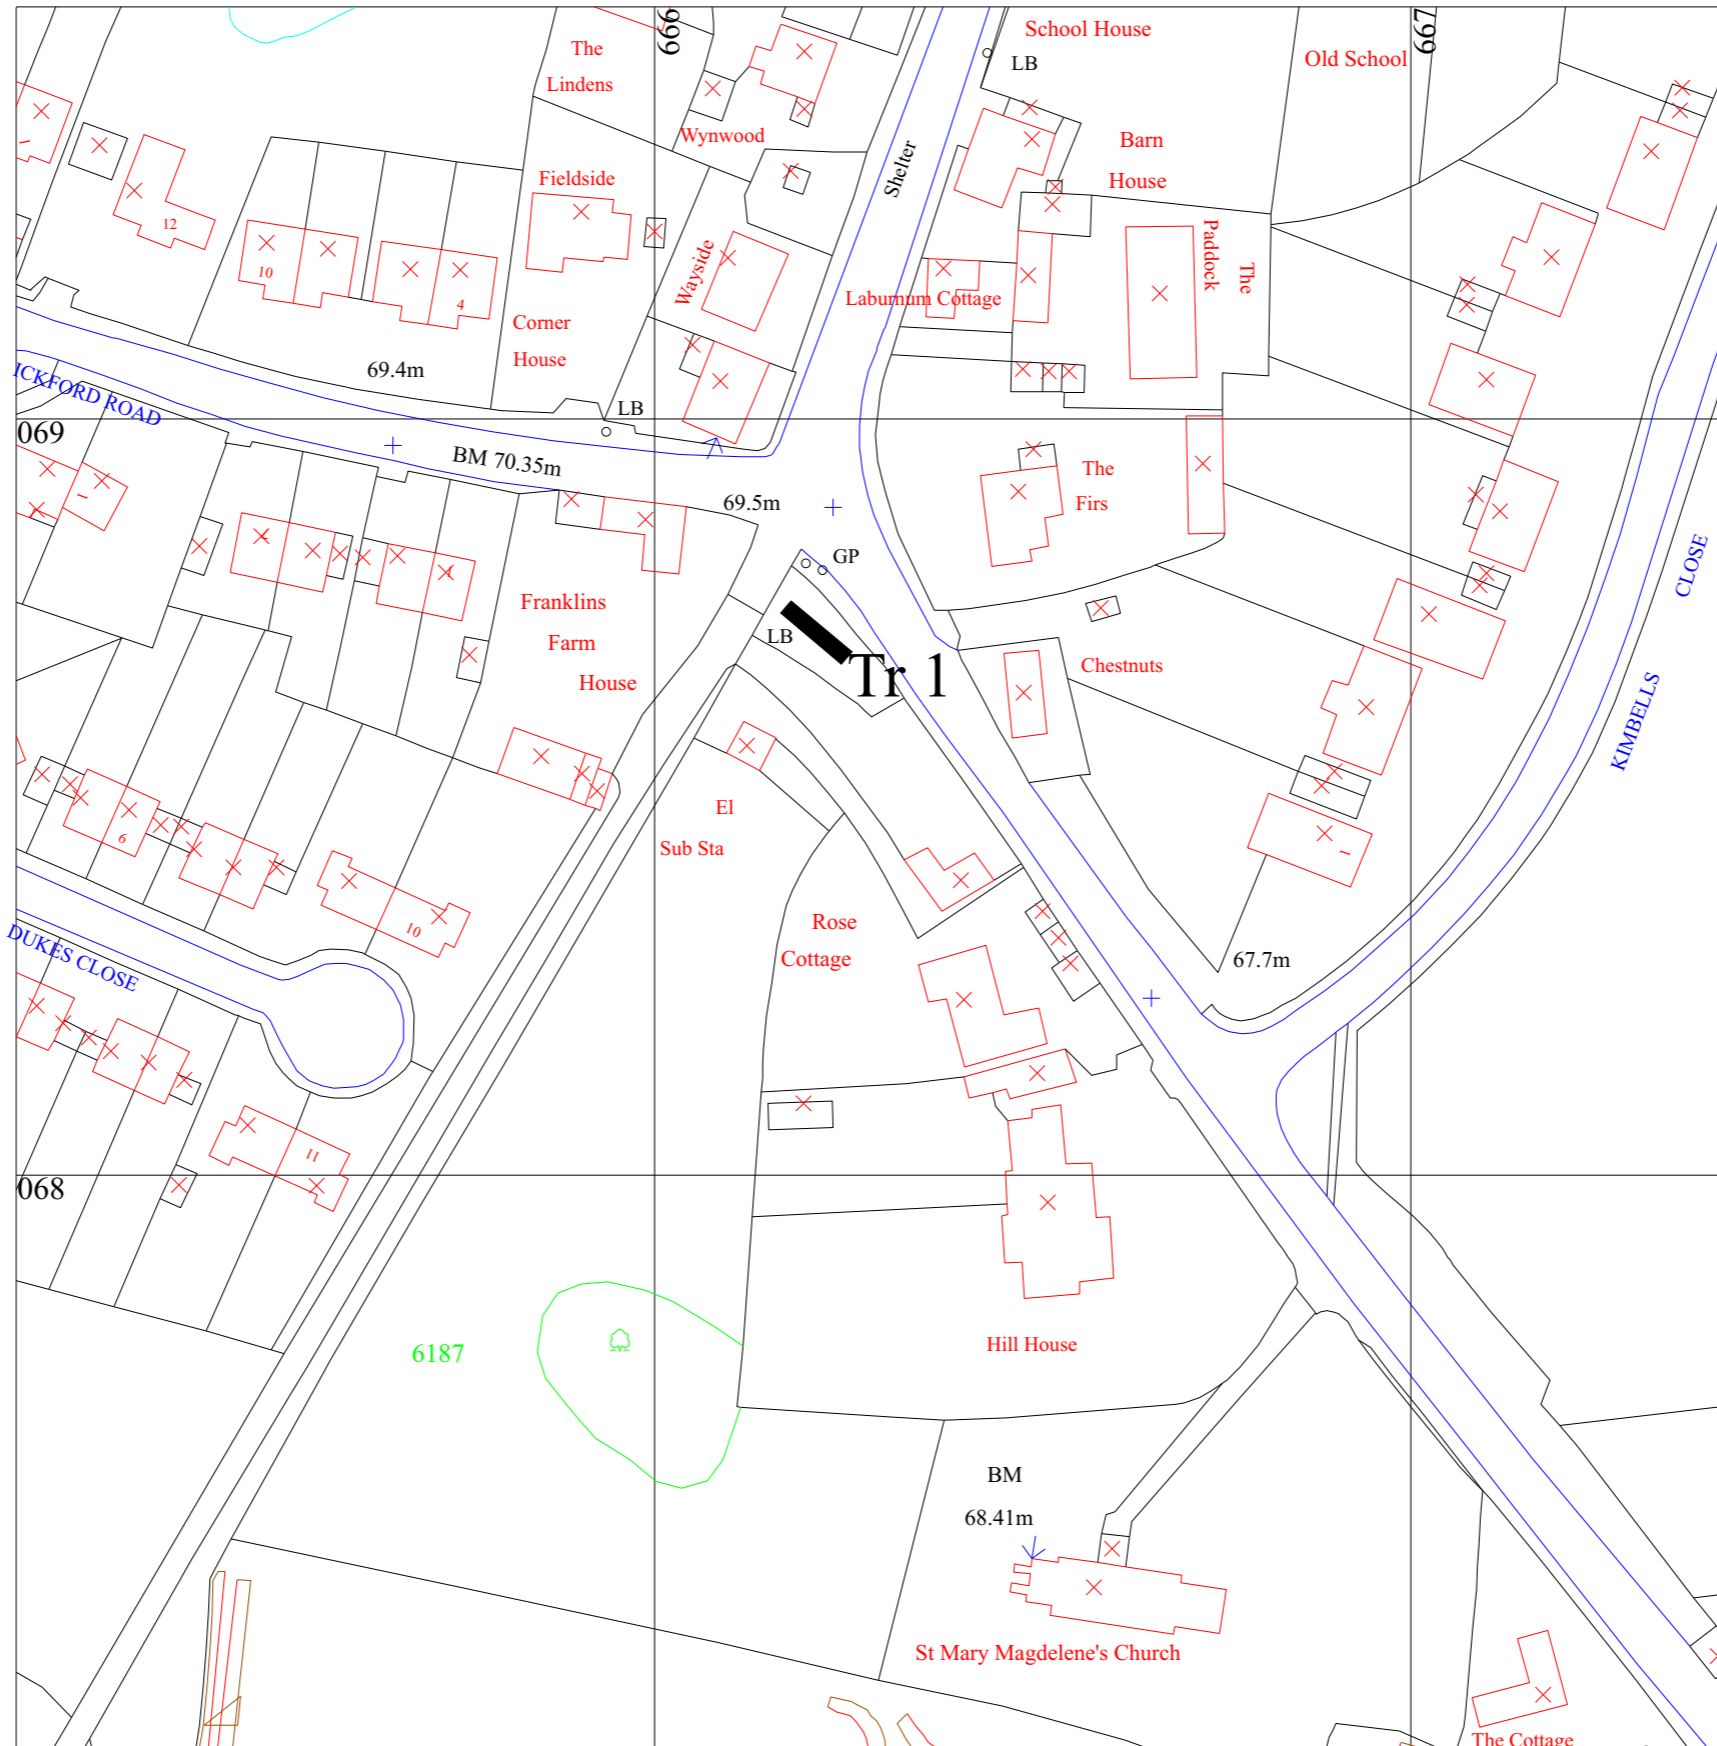 The
Lindens
666
School House
LB
Old School
667
Wynwood
Shelter
Barn
House
Fieldside
12
10
4
Wayside
Laburnum Cottage
The
Paddock
Corner
House
69.4m
ICKFORD ROAD
LB
069
BM 70.35m
69.5m
The
Firs
1
1
GP
Franklins
Farm
House
LB
Tr 1
Chestnuts
CLOSE
KIMBELLS
El
Sub Sta
6
10
1
Rose
Cottage
67.7m
DUKES CLOSE
11
068
6187
Hill House
BM
68.41m
St Mary Magdelene's Church
The Cottage